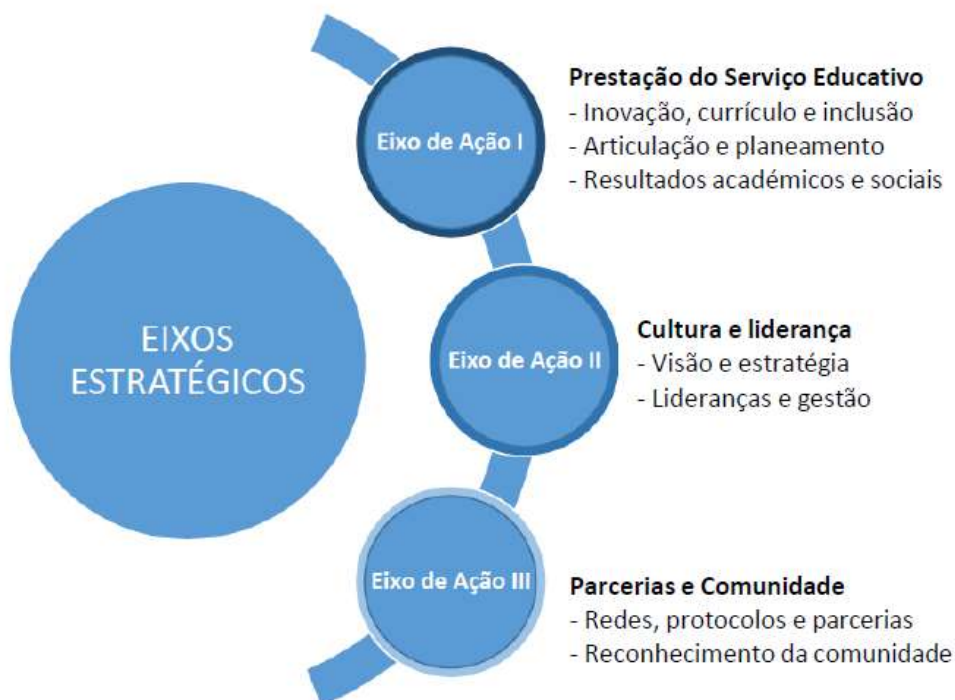 EIXOS
ESTRATÉGICOS
Eixo de Ação I
Prestação do Serviço Educativo
- Inovação, currículo e inclusão
- Articulação e planeamento
- Resultados académicos e sociais
Eixo de Ação II
Cultura e liderança
- Visão e estratégia
- Lideranças e gestão
Eixo de Ação III
Parcerias e Comunidade
- Redes, protocolos e parcerias
- Reconhecimento da comunidade